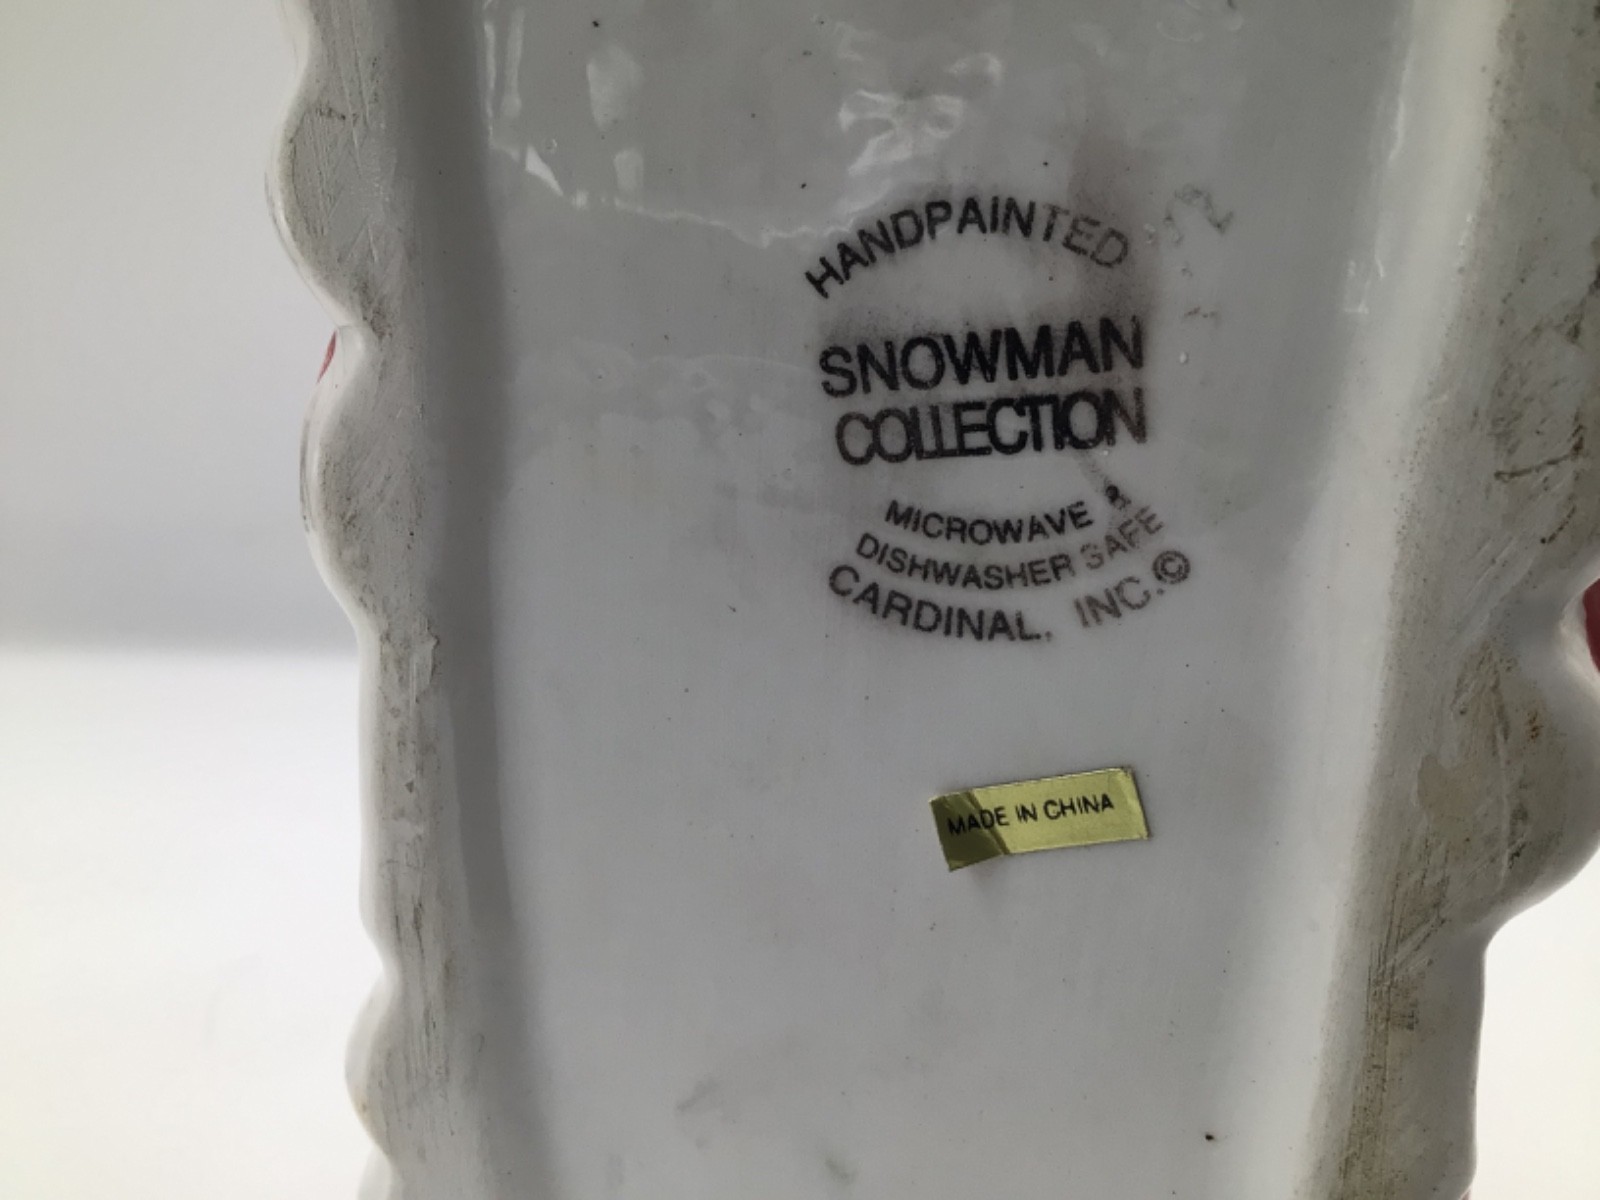 HANDPAINTED
SNOWMAN
COLLECTION
MICROWAVE &
DISHWASHER SAFE
CARDINAL, INC.©
MADE IN CHINA